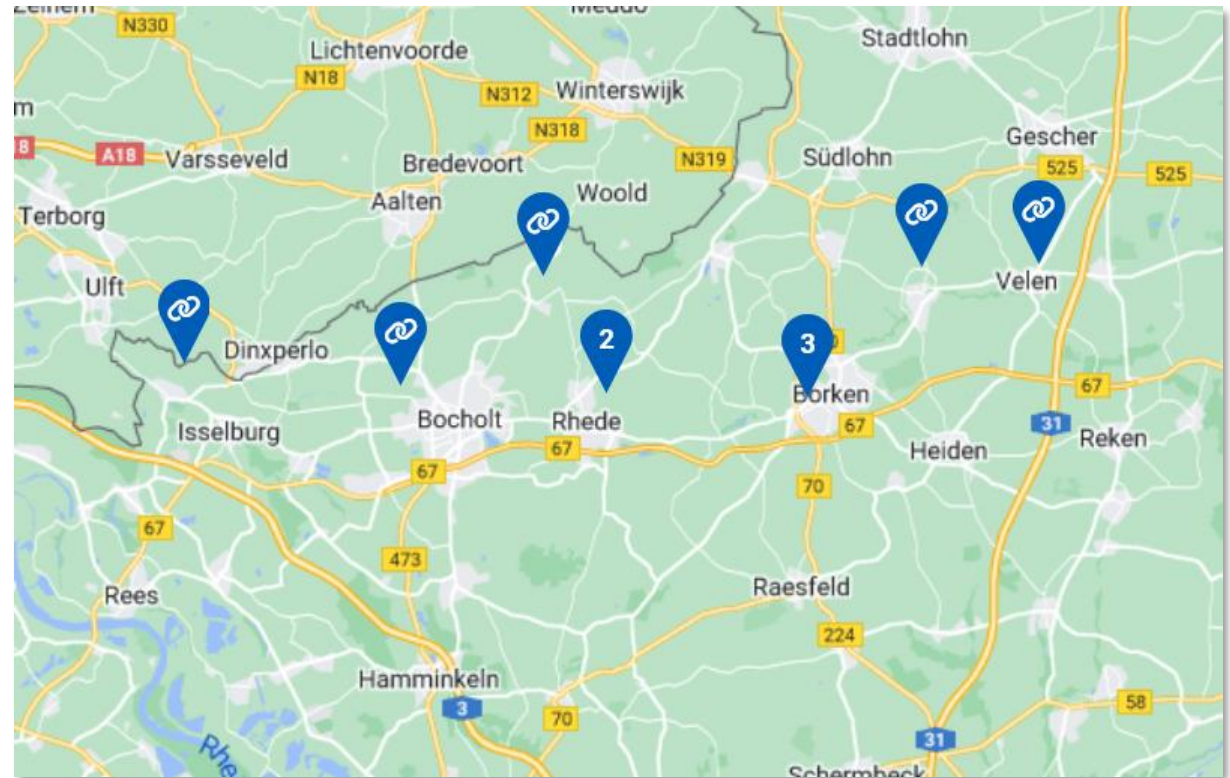 N330
Lichtenvoorde
Stadtlohn
N18
N312
Winterswijk
N318
Gescher
A18
Varsseveld
Bredevoort
N319
Südlohn
525
525
Aalten
Woold
Terborg
Ulft
Velen
Dinxperlo
2
3
67
Borken
Isselburg
Bocholt
Rhede
67
31
Reken
67
67
Heiden
70
67
473
Rees
Raesfeld
224
Hamminkeln
3
70
58
31